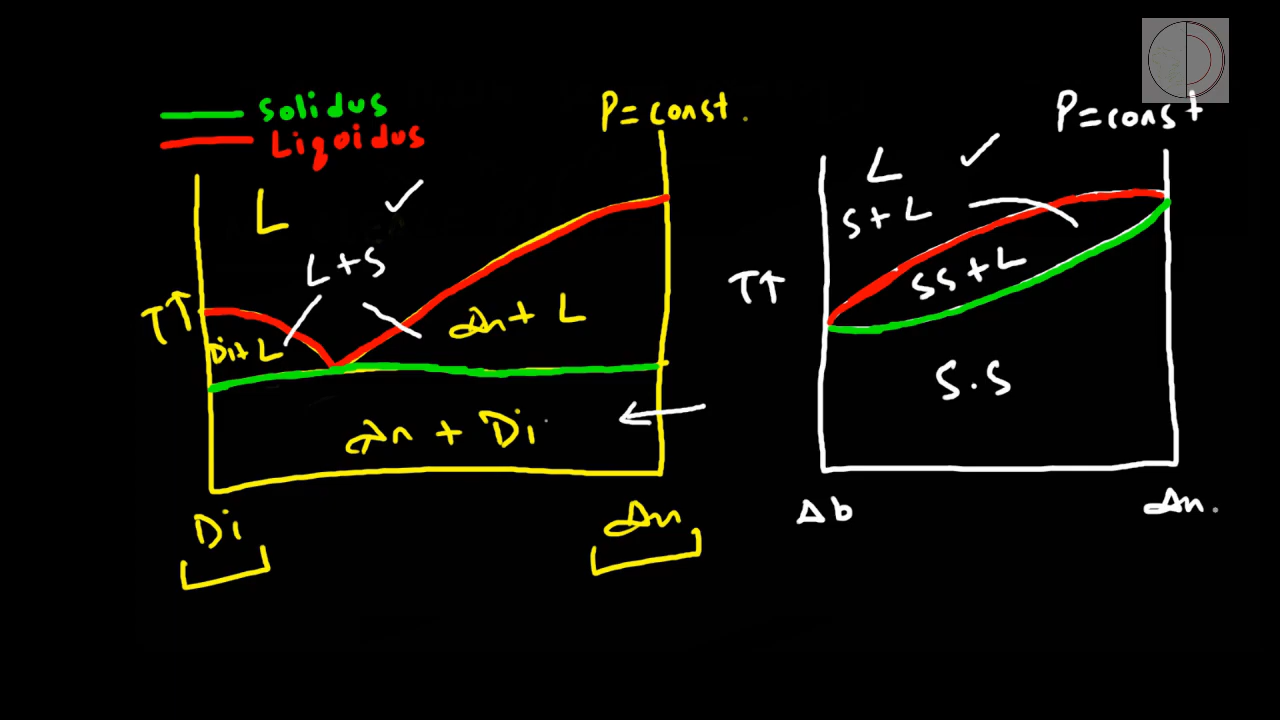 Solidus
Liqoidus
P = const.
L
L + S
T↑
Di + L
An + L
An + Di
Di
An
P = const
L
S + L
SS + L
T↑
S.S
Ab
An.